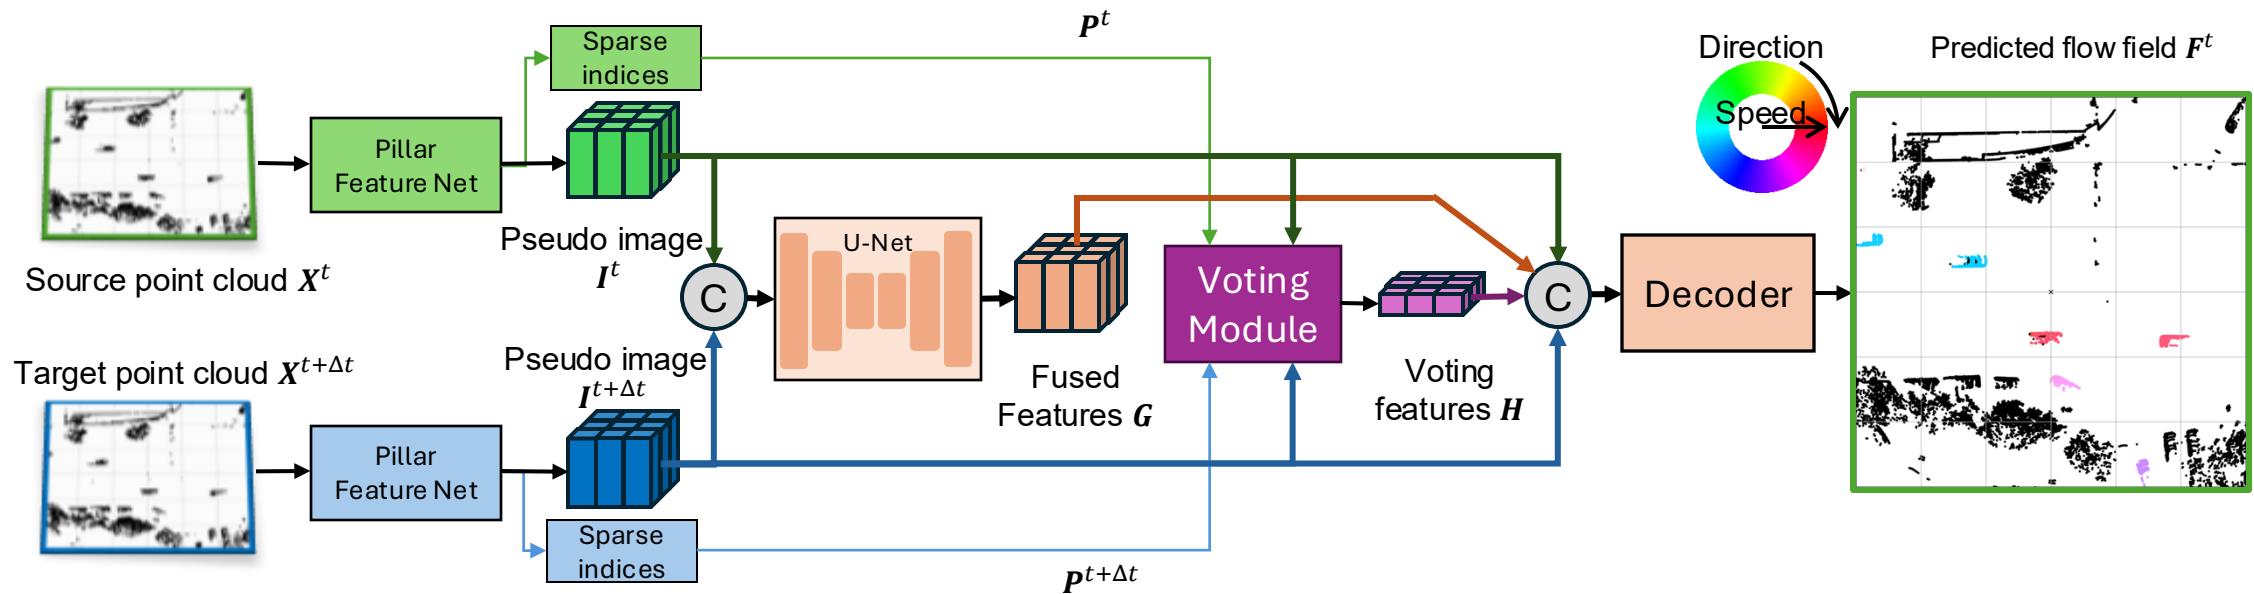 Sparse
indices
P^t
Direction
Speed
Predicted flow field F^t
Pillar
Feature Net
Pseudo image
I^t
Source point cloud X^t
U-Net
C
Voting
Module
C
Decoder
Target point cloud X^{t+Δt}
Pseudo image
I^{t+Δt}
Fused
Features G
Voting
features H
Pillar
Feature Net
Sparse
indices
P^{t+Δt}